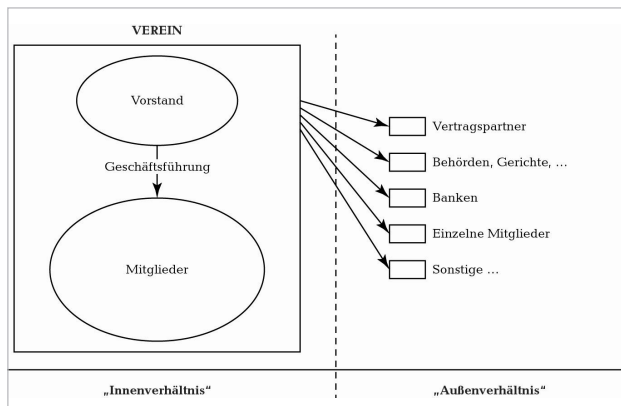 VEREIN
Vorstand
Geschäftsführung
Mitglieder
Vertragspartner
Behörden, Gerichte, …
Banken
Einzelne Mitglieder
Sonstige …
„Innenverhältnis“
„Außenverhältnis“